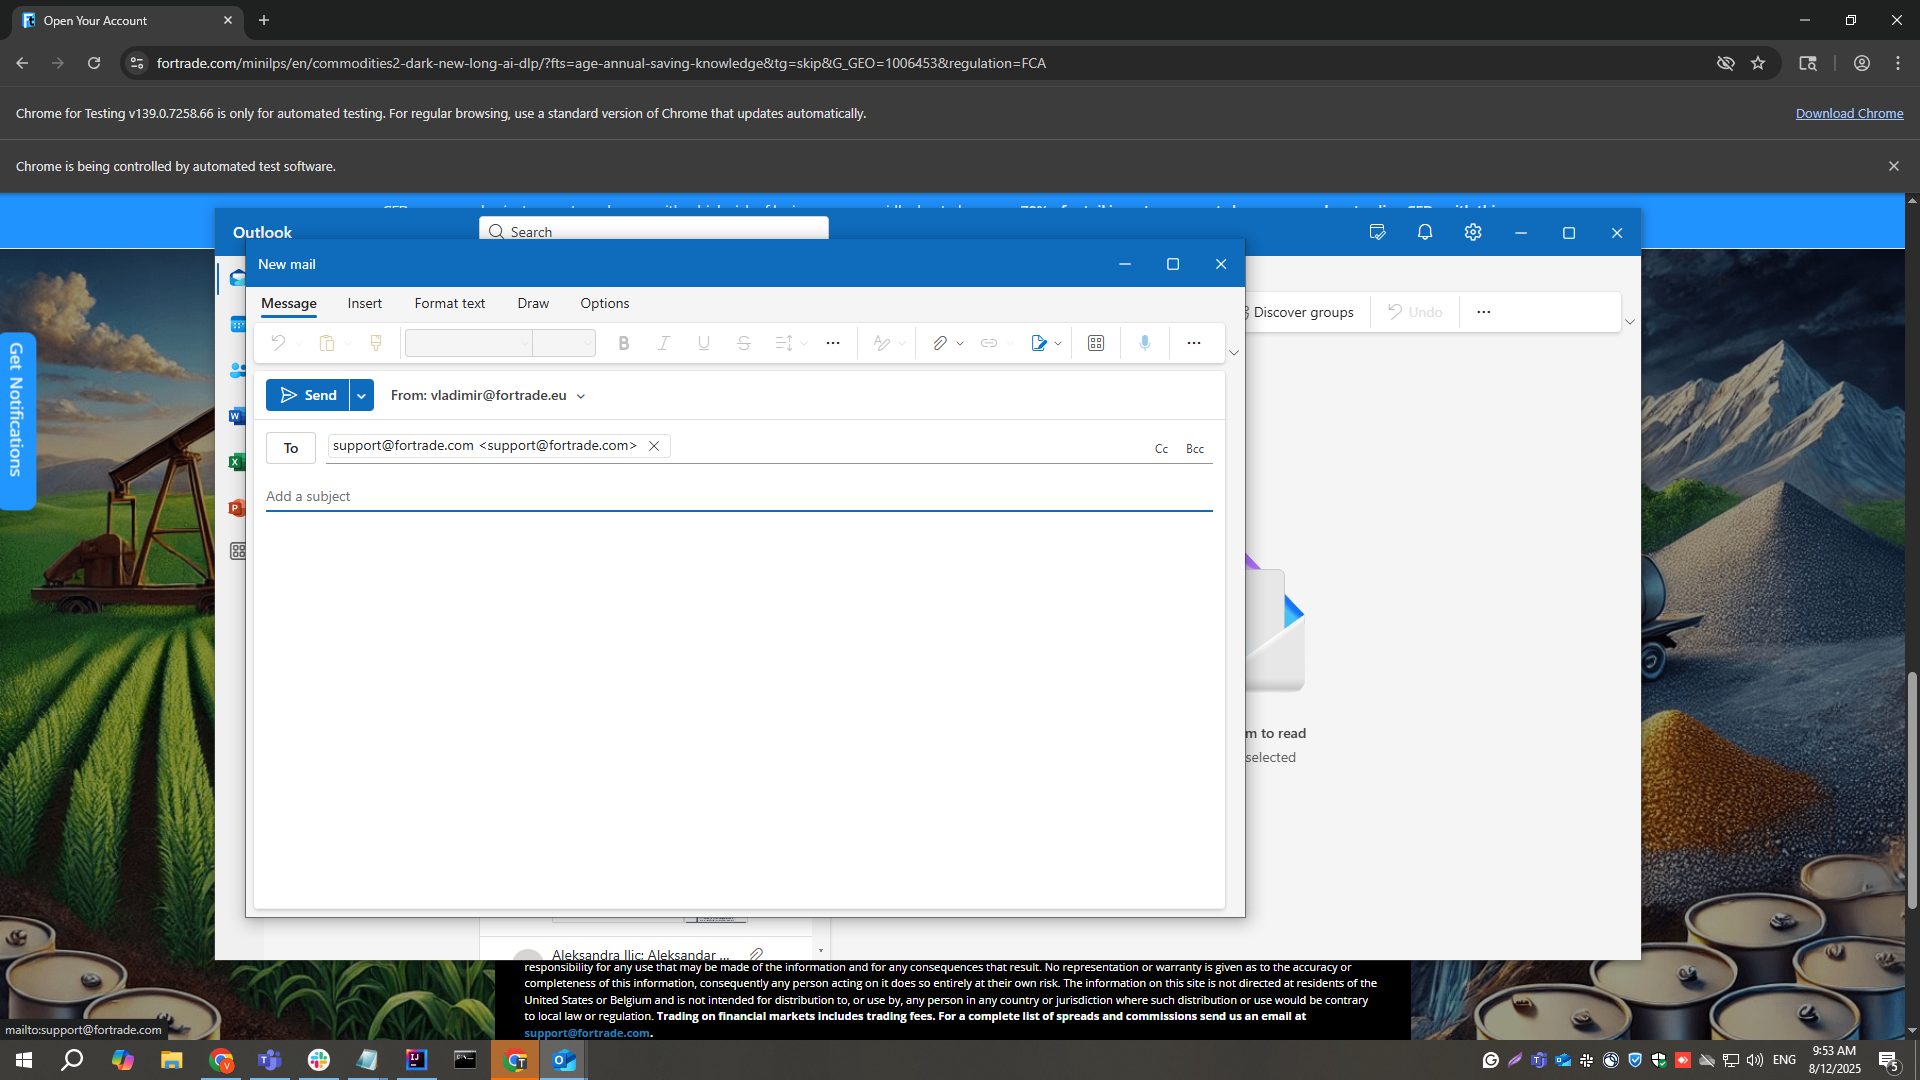 Open Your Account
fortrade.com/minilps/en/commodities2-dark-new-long-ai-dlp/?fts=age-annual-saving-knowledge&tg=skip&G_GEO=1006453&regulation=FCA
Chrome for Testing v139.0.7258.66 is only for automated testing. For regular browsing, use a standard version of Chrome that updates automatically.
Download Chrome
Chrome is being controlled by automated test software.
Outlook
Search
New mail
Message
Insert
Format text
Draw
Options
Discover groups
Undo
Send
From: vladimir@fortrade.eu
To
support@fortrade.com <support@fortrade.com>
Cc
Bcc
Add a subject
Get Notifications
m to read
selected
Aleksandra Ilic; Aleksandar ...
responsibility for any use that may be made of the information and for any consequences that result. No representation or warranty is given as to the accuracy or
completeness of this information, consequently any person acting on it does so entirely at their own risk. The information on this site is not directed at residents of the
United States or Belgium and is not intended for distribution to, or use by, any person in any country or jurisdiction where such distribution or use would be contrary
to local law or regulation. Trading on financial markets includes trading fees. For a complete list of spreads and commissions send us an email at
support@fortrade.com.
mailto:support@fortrade.com
ENG
9:53 AM
8/12/2025
5